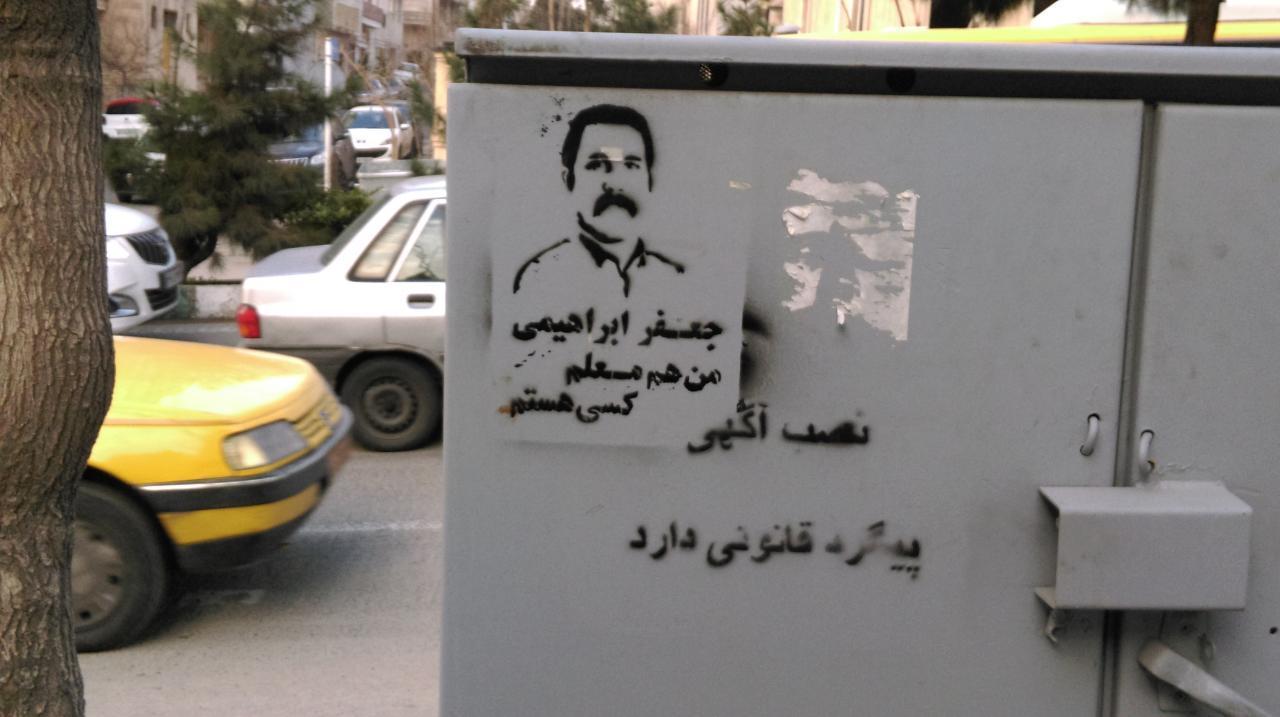 جعفر ابراهیمی
من هم معلم
کسی هستم
نصب آگهی
پیگرد قانونی دارد